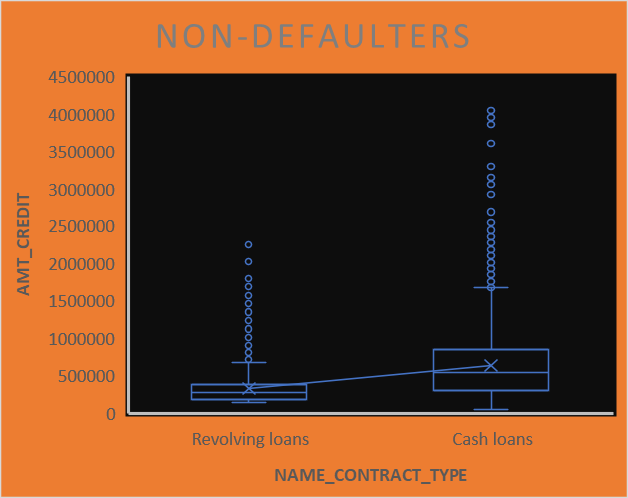 NON-DEFAULTERS
4500000
4000000
3500000
3000000
2500000
2000000
1500000
1000000
500000
0
AMT_CREDIT
Revolving loans
Cash loans
NAME_CONTRACT_TYPE